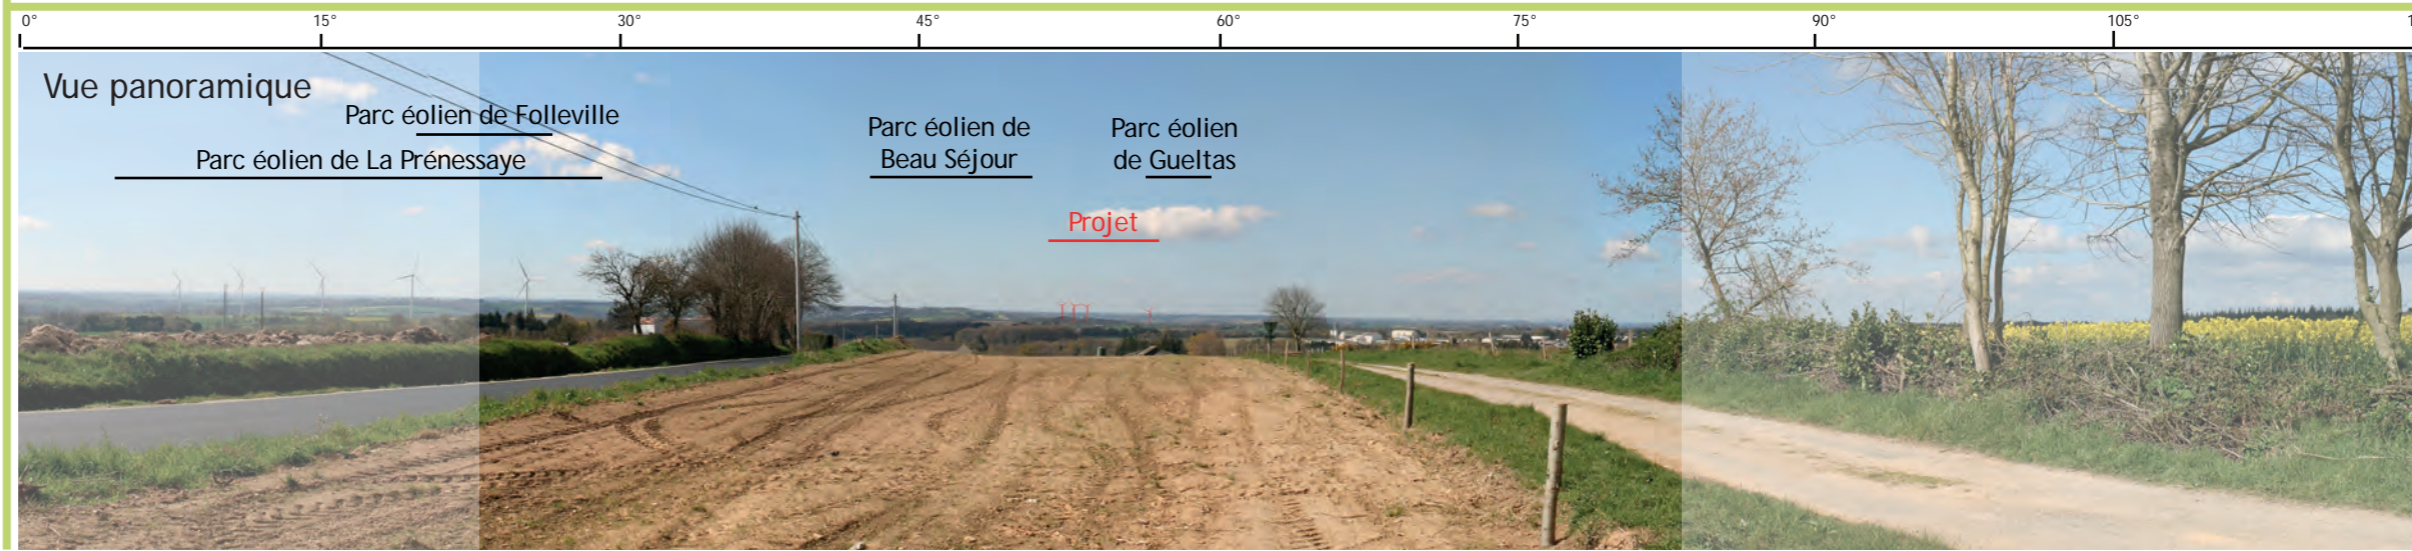 0° 15° 30° 45° 60° 75° 90° 105°
Vue panoramique
Parc éolien de Folleville
Parc éolien de La Prénessaye
Parc éolien de
Beau Séjour
Parc éolien
de Gueltas
Projet